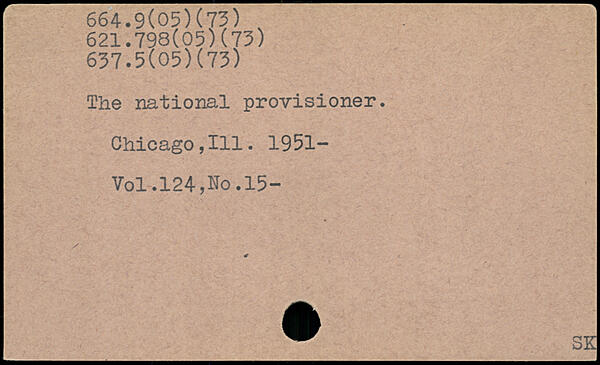 664.9(05)(73)
621.798(05)(73)
637.5(05)(73)
The national provisioner.
Chicago,Ill. 1951-
Vol.124,No.15-
SK